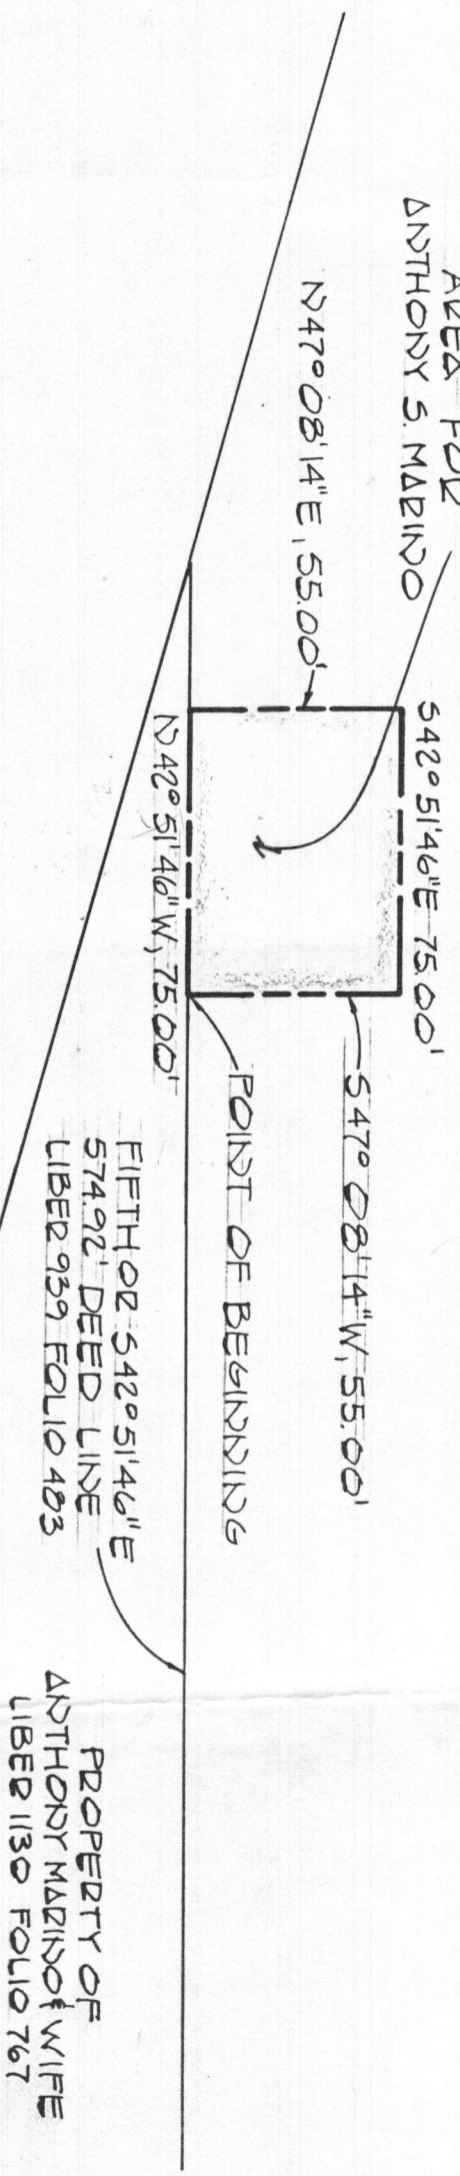 AREA FOR
ANTHONY S. MARINO
S42°51'46"E 75.00'
N47°08'14"E, 55.00'
S47°08'14"W, 55.00'
N42°51'46"W, 75.00'
POINT OF BEGINNING
FIFTH OR S42°51'46"E
574.92' DEED LINE
LIBER 939 FOLIO 483
PROPERTY OF
ANTHONY MARINO & WIFE
LIBER 1130 FOLIO 767